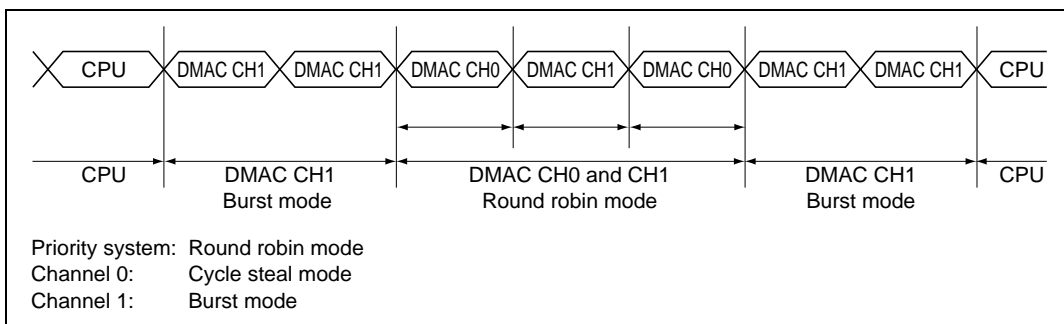 CPU DMAC CH1 DMAC CH1 DMAC CH0 DMAC CH1 DMAC CH0 DMAC CH1 DMAC CH1 CPU
CPU DMAC CH1 DMAC CH0 and CH1 DMAC CH1 CPU
Burst mode Round robin mode Burst mode
Priority system: Round robin mode
Channel 0: Cycle steal mode
Channel 1: Burst mode